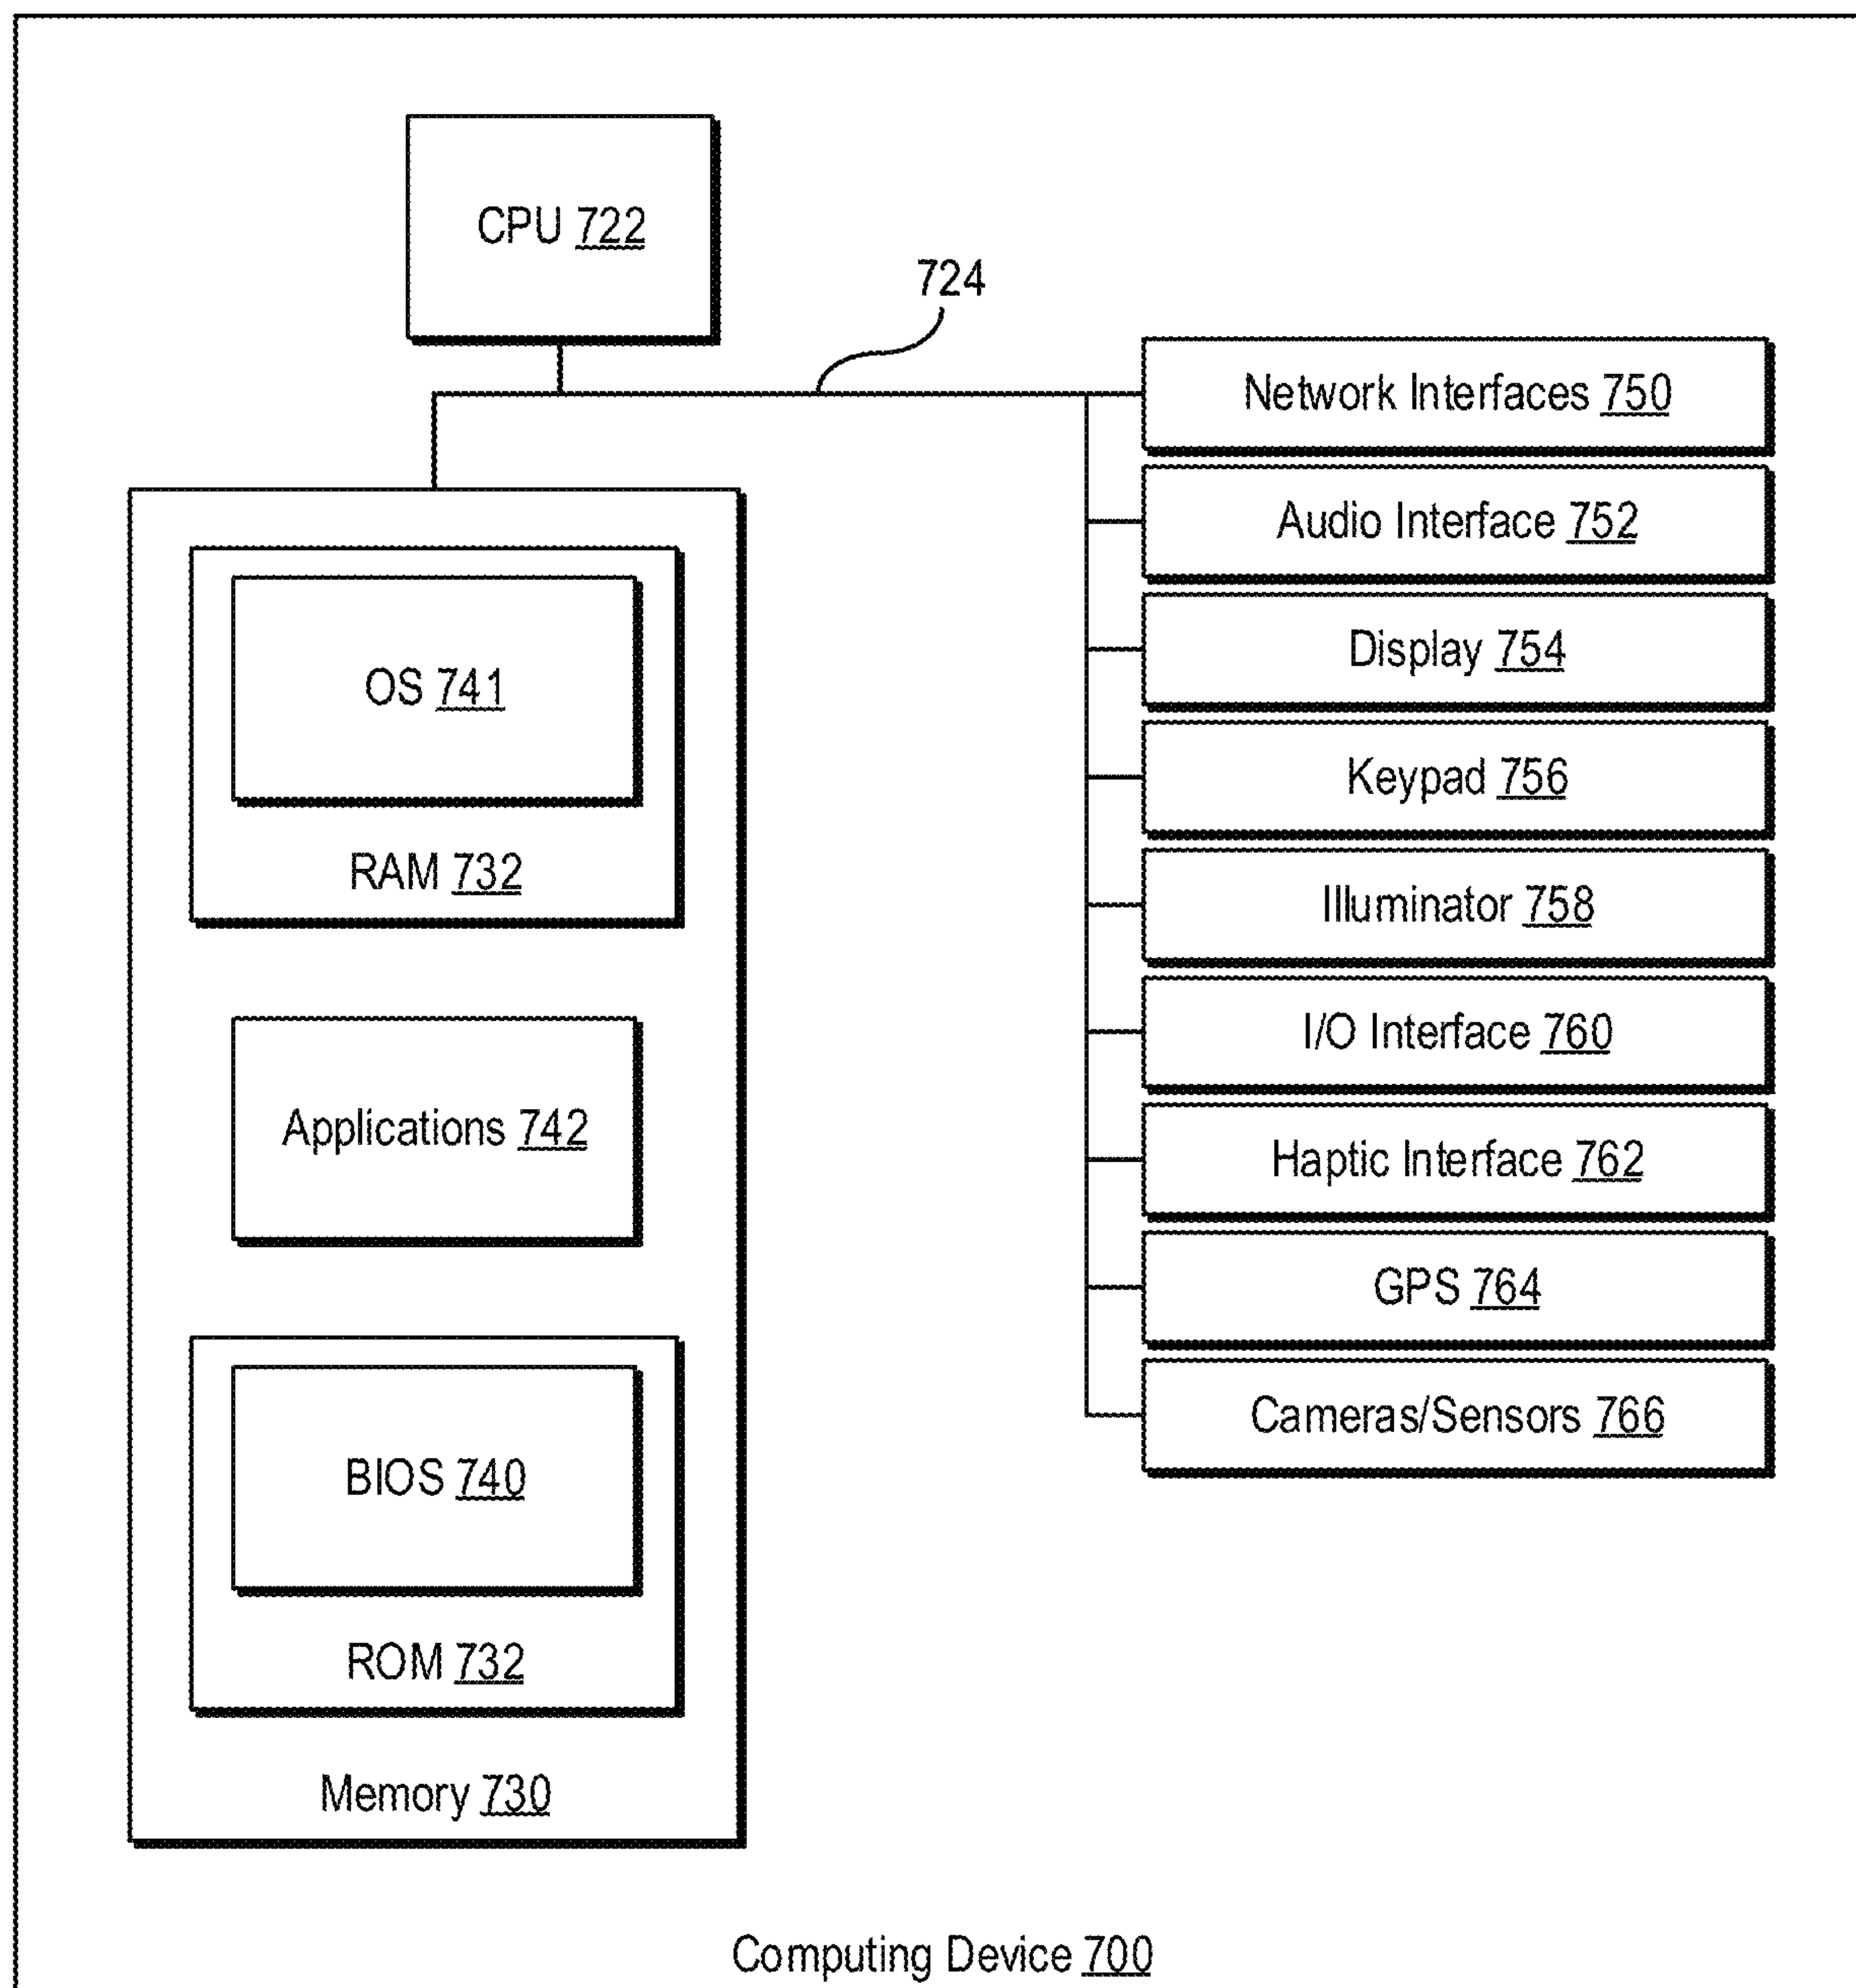 CPU 722
724
Network Interfaces 750
Audio Interface 752
Display 754
Keypad 756
Illuminator 758
I/O Interface 760
Haptic Interface 762
GPS 764
Cameras/Sensors 766
OS 741
RAM 732
Applications 742
BIOS 740
ROM 732
Memory 730
Computing Device 700